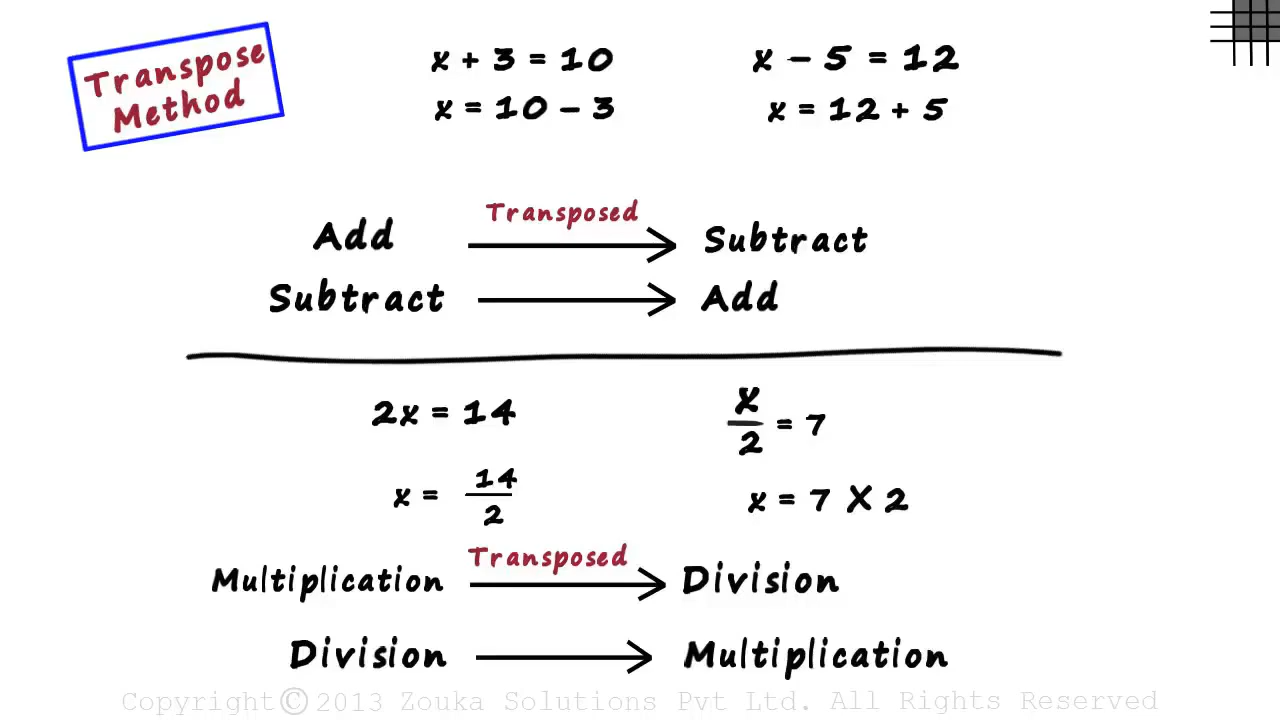 Transpose
Method
x + 3 = 10
x = 10 – 3
x – 5 = 12
x = 12 + 5
Transposed
Add → Subtract
Subtract → Add
2x = 14
x = 14/2
x/2 = 7
x = 7 X 2
Transposed
Multiplication → Division
Division → Multiplication
Copyright© 2013 Zouka Solutions Pvt Ltd. All Rights Reserved